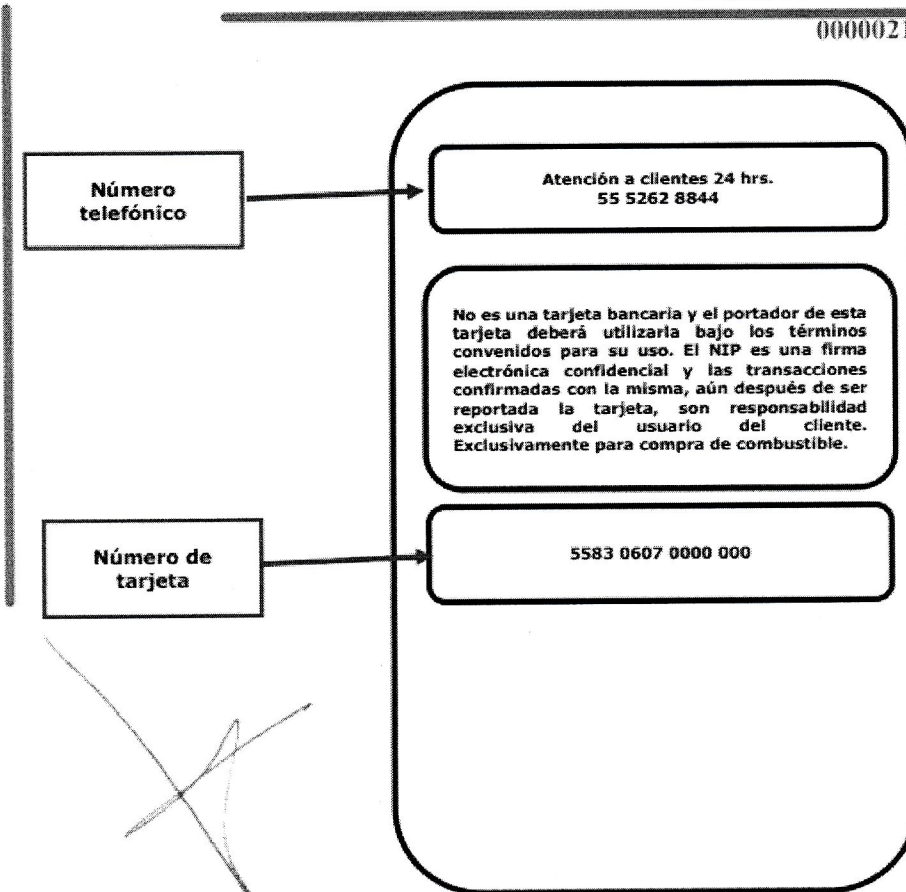 0000021
Número
telefónico
Atención a clientes 24 hrs.
55 5262 8844
No es una tarjeta bancaria y el portador de esta
tarjeta deberá utilizarla bajo los términos
convenidos para su uso. El NIP es una firma
electrónica confidencial y las transacciones
confirmadas con la misma, aún después de ser
reportada la tarjeta, son responsabilidad
exclusiva del usuario del cliente.
Exclusivamente para compra de combustible.
Número de
tarjeta
5583 0607 0000 000